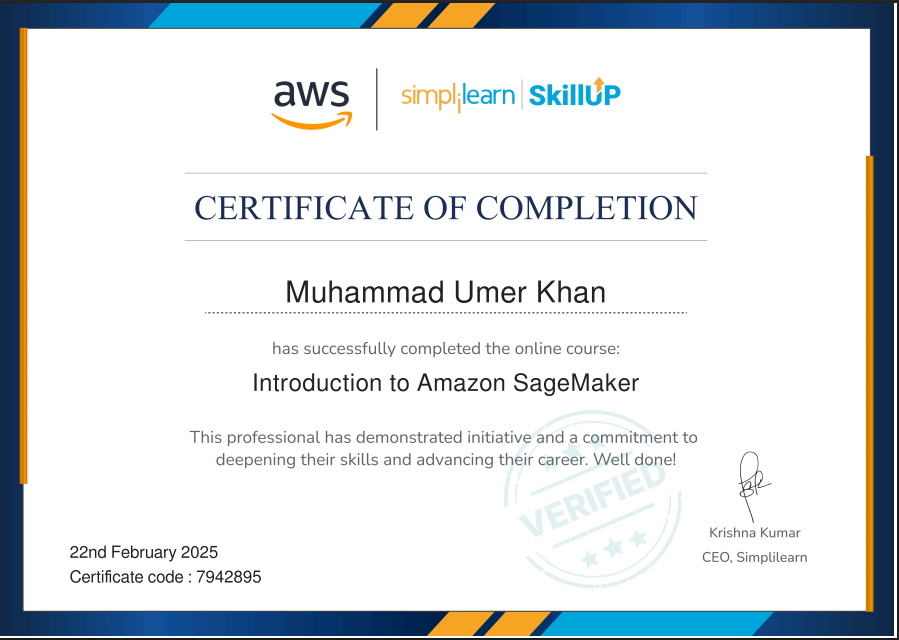 aws simplilearn SkillUP
CERTIFICATE OF COMPLETION
Muhammad Umer Khan
has successfully completed the online course:
Introduction to Amazon SageMaker
This professional has demonstrated initiative and a commitment to
deepening their skills and advancing their career. Well done!
VERIFIED
Krishna Kumar
CEO, Simplilearn
22nd February 2025
Certificate code : 7942895